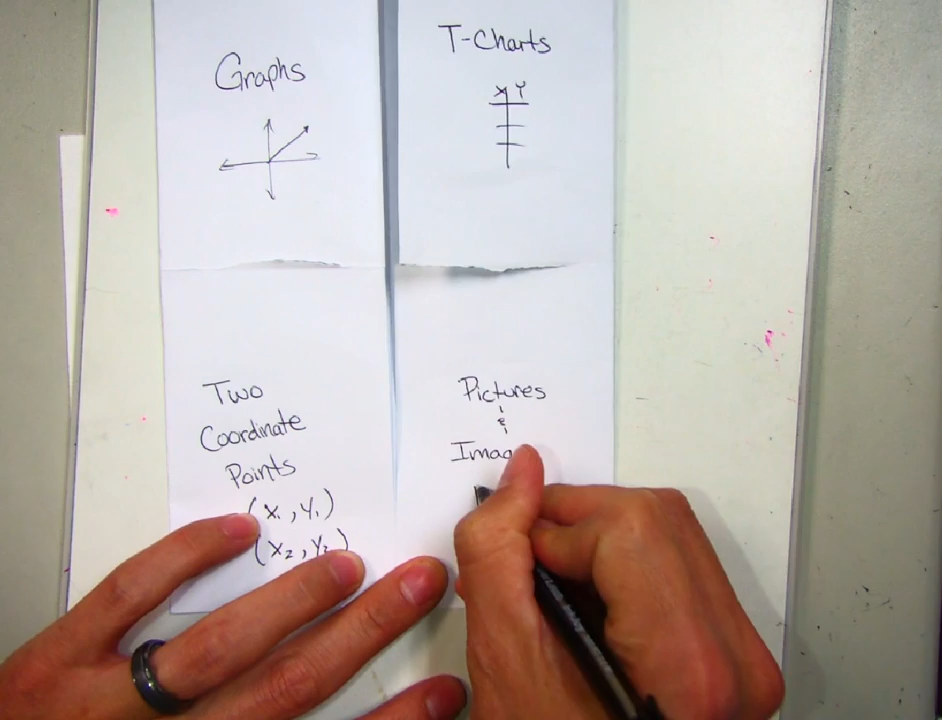 Graphs
T-Charts
X Y
Two
Coordinate
Points
(X₁, Y₁)
(X₂, Y₂)
Pictures
&